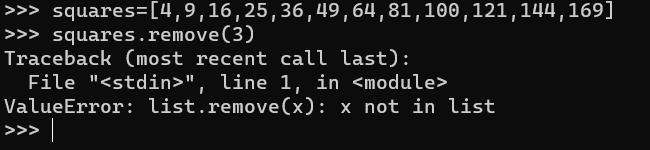 >>> squares=[4,9,16,25,36,49,64,81,100,121,144,169]
>>> squares.remove(3)
Traceback (most recent call last):
  File "<stdin>", line 1, in <module>
ValueError: list.remove(x): x not in list
>>>